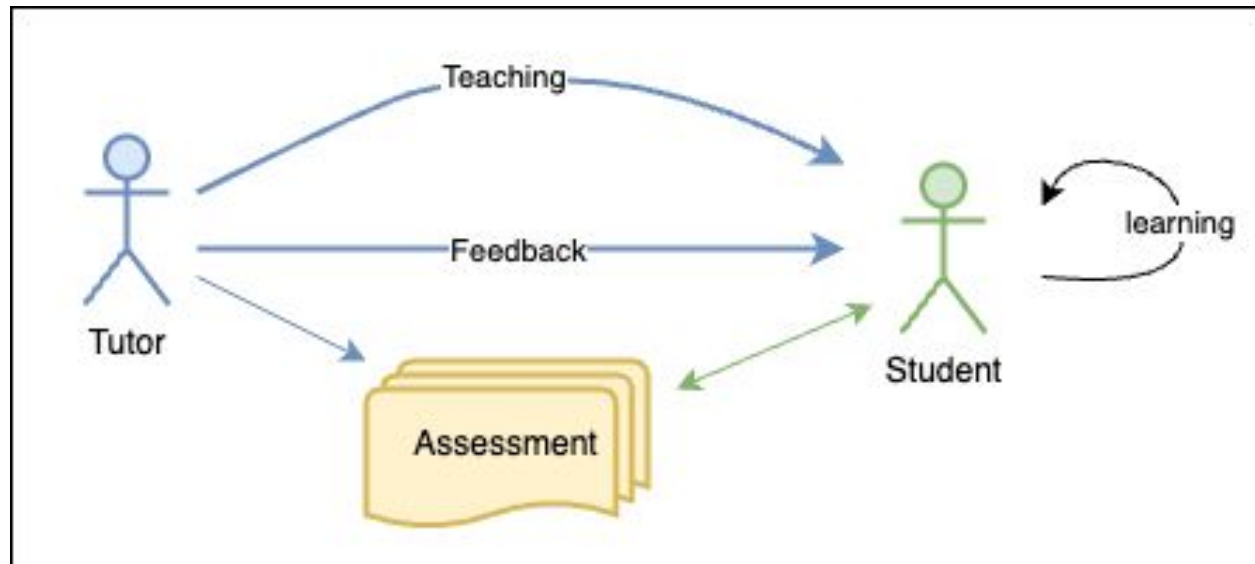 Teaching
Feedback
learning
Tutor
Student
Assessment